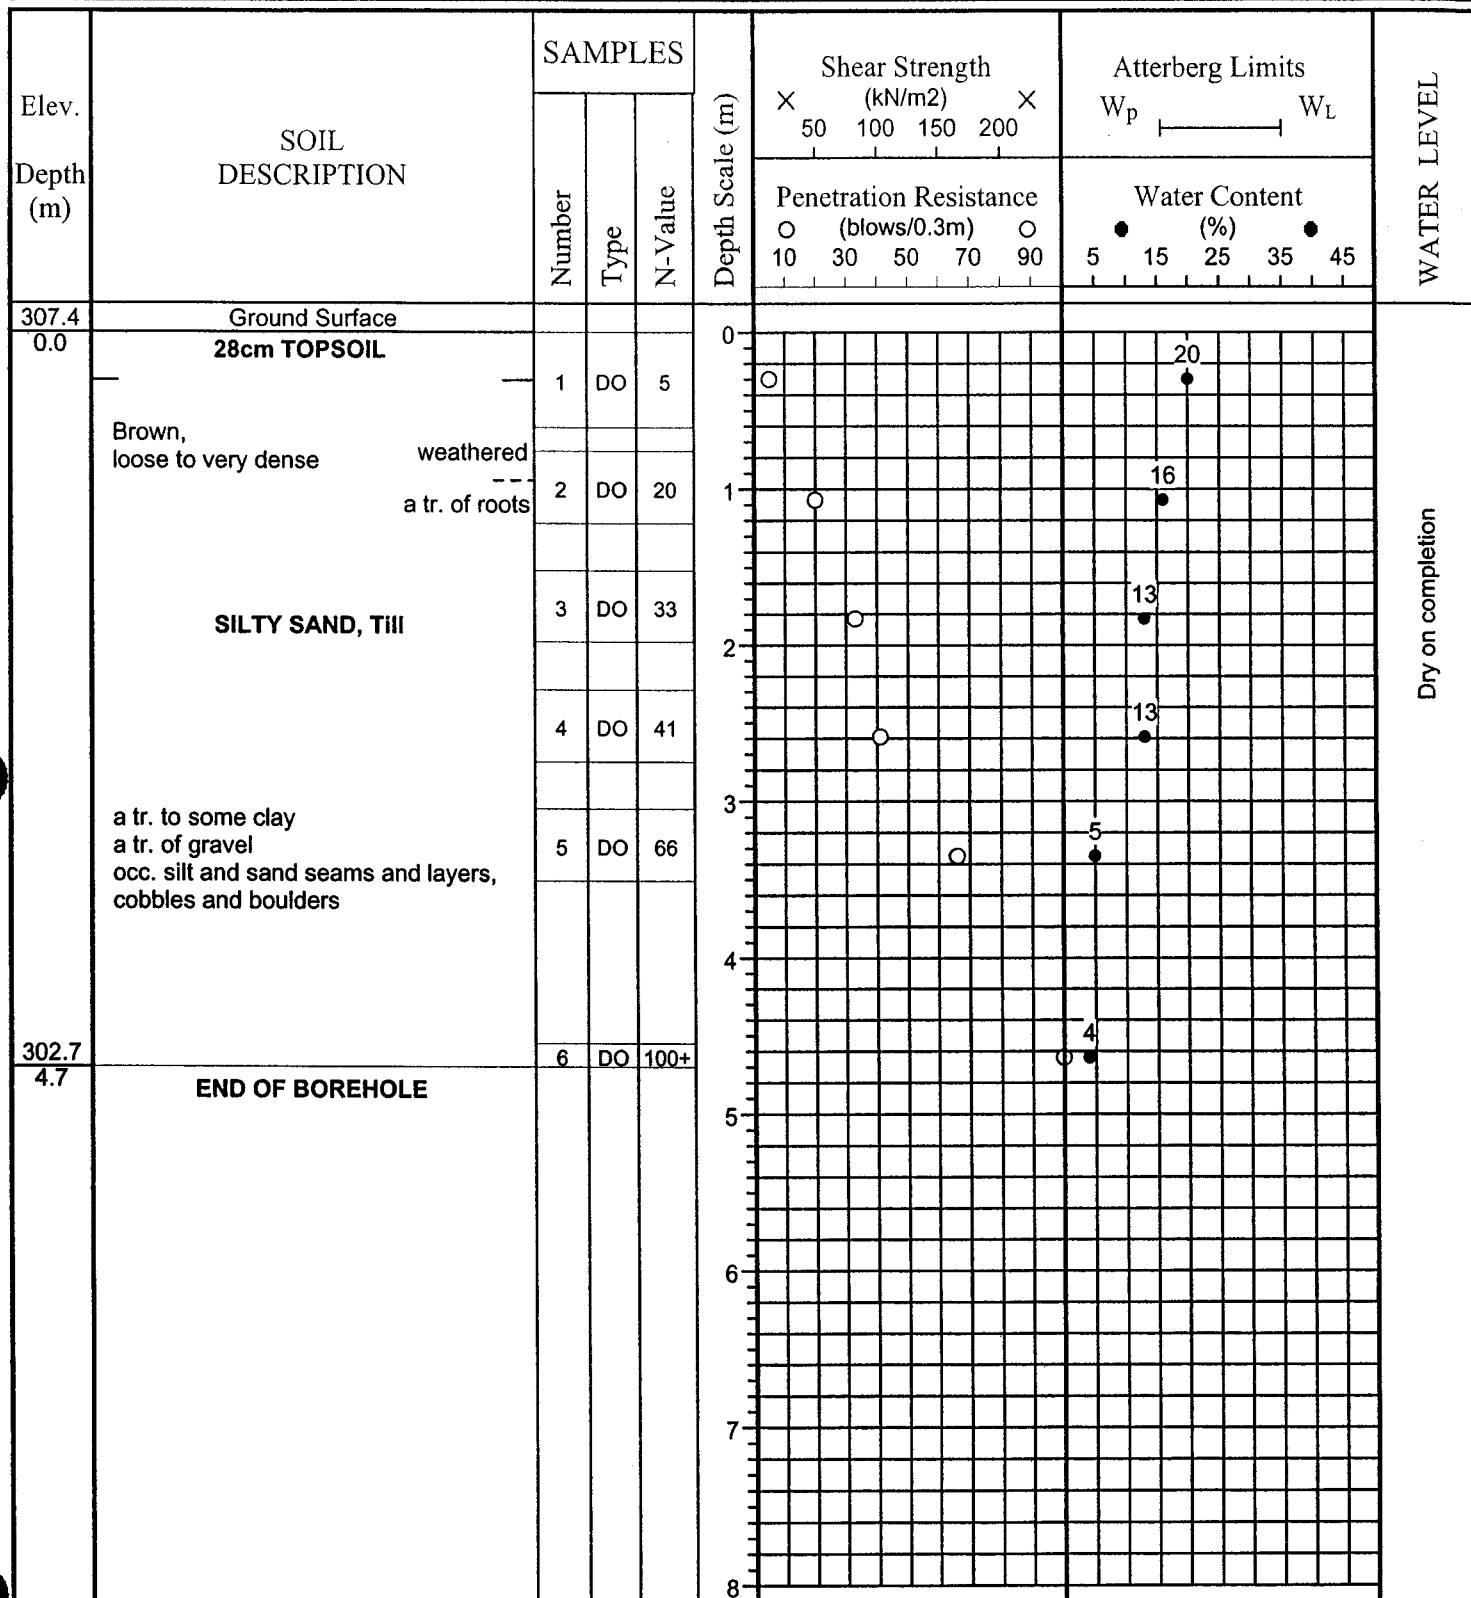 Elev.
Depth
(m)
SOIL
DESCRIPTION
SAMPLES
Number
Type
N-Value
Depth Scale (m)
Shear Strength
× (kN/m2) ×
50 100 150 200
Penetration Resistance
(blows/0.3m)
10 30 50 70 90
Atterberg Limits
Wp WL
Water Content
(%)
5 15 25 35 45
WATER LEVEL
307.4 Ground Surface
0.0 28cm TOPSOIL
0
20
1 DO 5
Brown,
loose to very dense weathered
16
2 DO 20
1
a tr. of roots
13
3 DO 33
SILTY SAND, Till
2
Dry on completion
13
4 DO 41
3
a tr. to some clay
a tr. of gravel
5
5 DO 66
occ. silt and sand seams and layers,
cobbles and boulders
4
4
302.7 6 DO 100+
4.7 END OF BOREHOLE
5
6
7
8